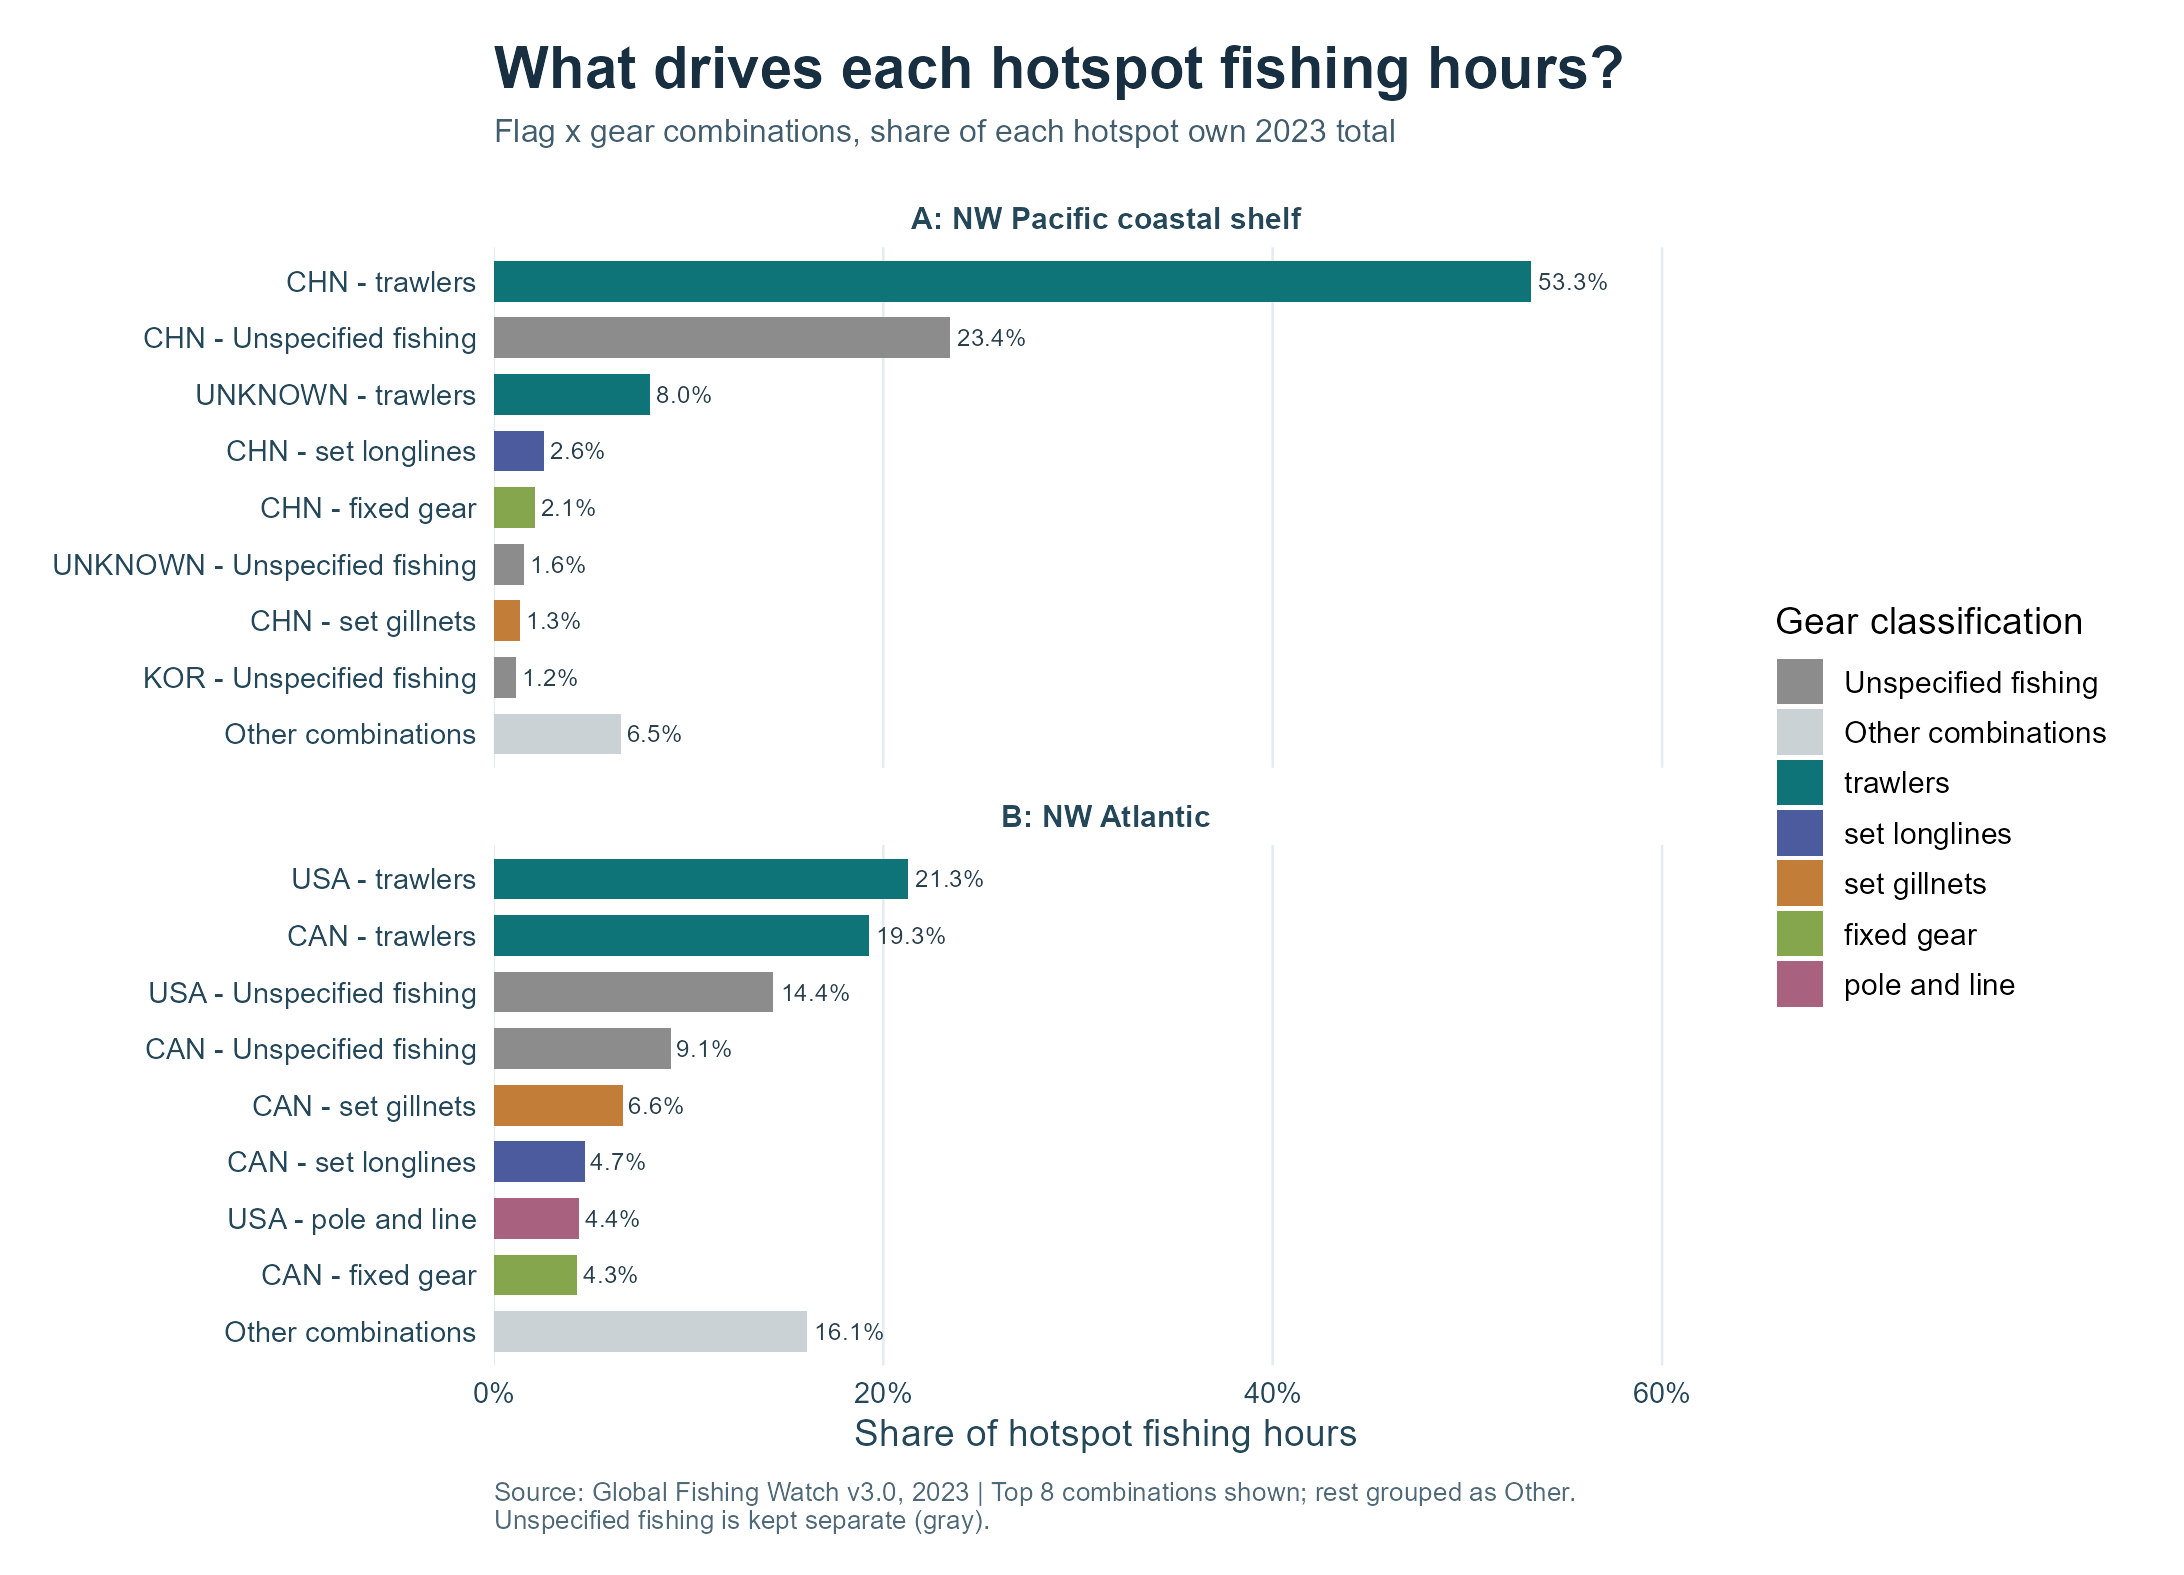 What drives each hotspot fishing hours?
Flag x gear combinations, share of each hotspot own 2023 total
A: NW Pacific coastal shelf
CHN - trawlers 53.3%
CHN - Unspecified fishing 23.4%
UNKNOWN - trawlers 8.0%
CHN - set longlines 2.6%
CHN - fixed gear 2.1%
UNKNOWN - Unspecified fishing 1.6%
CHN - set gillnets 1.3%
KOR - Unspecified fishing 1.2%
Other combinations 6.5%
B: NW Atlantic
USA - trawlers 21.3%
CAN - trawlers 19.3%
USA - Unspecified fishing 14.4%
CAN - Unspecified fishing 9.1%
CAN - set gillnets 6.6%
CAN - set longlines 4.7%
USA - pole and line 4.4%
CAN - fixed gear 4.3%
Other combinations 16.1%
0% 20% 40% 60%
Share of hotspot fishing hours
Gear classification
Unspecified fishing
Other combinations
trawlers
set longlines
set gillnets
fixed gear
pole and line
Source: Global Fishing Watch v3.0, 2023 | Top 8 combinations shown; rest grouped as Other.
Unspecified fishing is kept separate (gray).